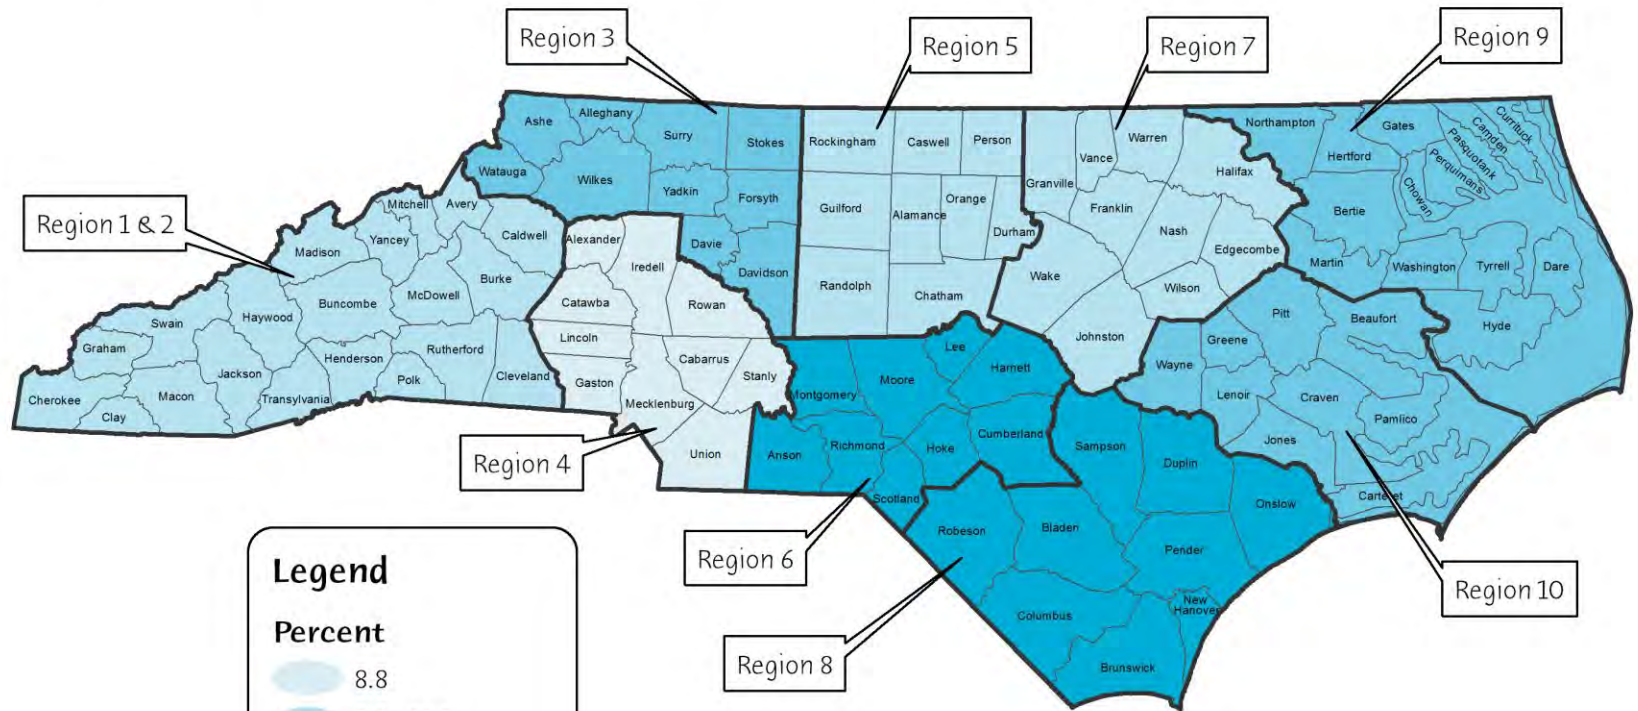 Region 3
Region 5
Region 7
Region 9
Region 1 & 2
Region 4
Region 6
Region 8
Region 10
Ashe
Alleghany
Surry
Stokes
Watauga
Wilkes
Yadkin
Forsyth
Davie
Davidson
Rockingham
Caswell
Person
Guilford
Alamance
Orange
Durham
Randolph
Chatham
Granville
Vance
Warren
Halifax
Franklin
Nash
Edgecombe
Wake
Wilson
Johnston
Northampton
Gates
Hertford
Currituck
Camden
Pasquotank
Perquimans
Chowan
Bertie
Martin
Washington
Tyrrell
Dare
Hyde
Mitchell
Avery
Caldwell
Madison
Yancey
Burke
McDowell
Buncombe
Haywood
Swain
Graham
Jackson
Henderson
Rutherford
Cleveland
Polk
Transylvania
Macon
Cherokee
Clay
Alexander
Iredell
Catawba
Rowan
Lincoln
Cabarrus
Gaston
Stanly
Mecklenburg
Union
Montgomery
Moore
Lee
Harnett
Anson
Richmond
Hoke
Cumberland
Scotland
Sampson
Duplin
Onslow
Robeson
Bladen
Pender
Columbus
New
Hanover
Brunswick
Pitt
Beaufort
Greene
Wayne
Lenoir
Craven
Pamlico
Jones
Carteret
Legend
Percent
8.8